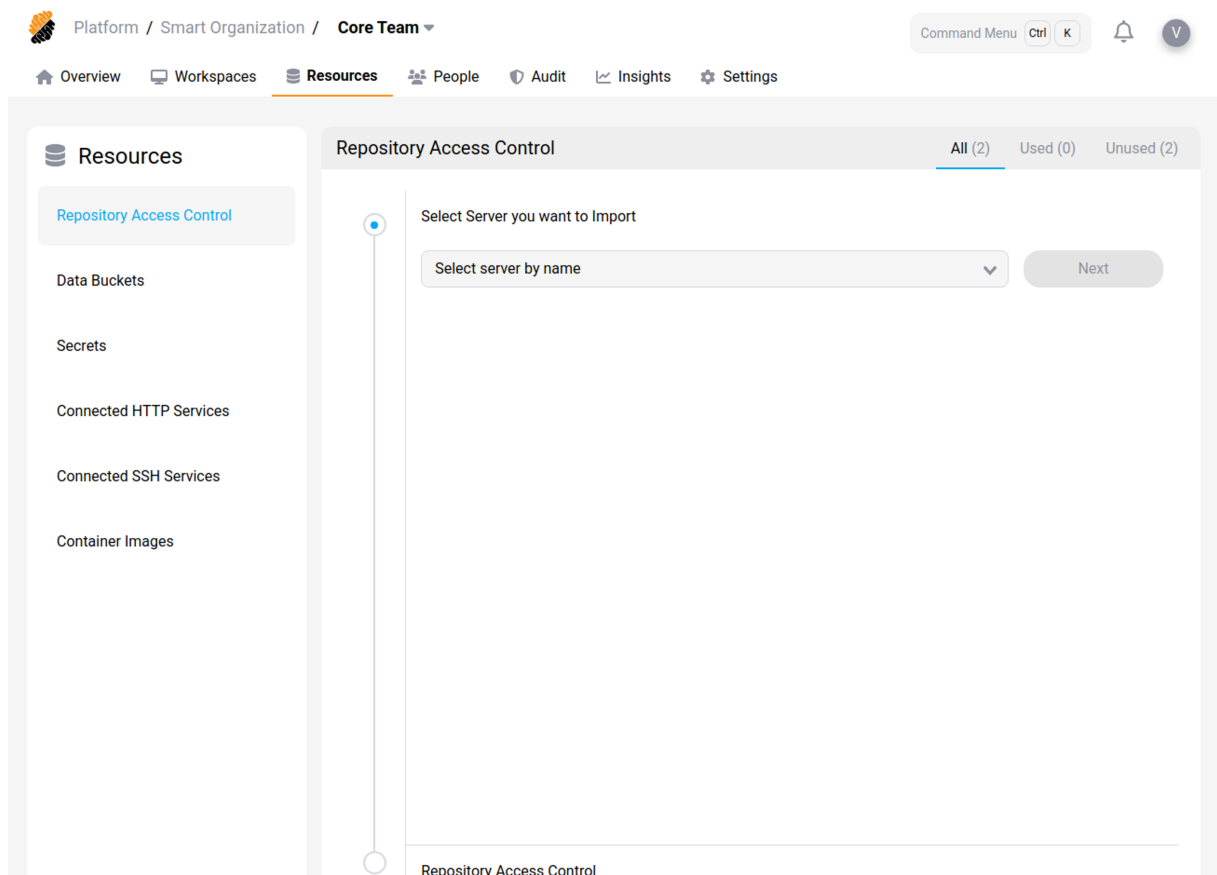 Platform / Smart Organization / Core Team
Command Menu Ctrl K
V
Overview Workspaces Resources People Audit Insights Settings
Resources
Repository Access Control
Data Buckets
Secrets
Connected HTTP Services
Connected SSH Services
Container Images
Repository Access Control
All (2) Used (0) Unused (2)
Select Server you want to Import
Select server by name
Next
Repository Access Control